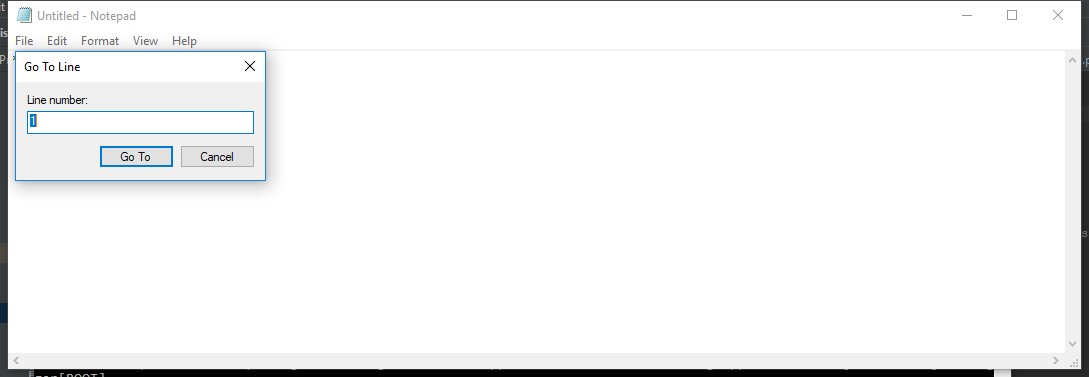 Untitled - Notepad
File Edit Format View Help
Go To Line
Line number:
1
Go To Cancel